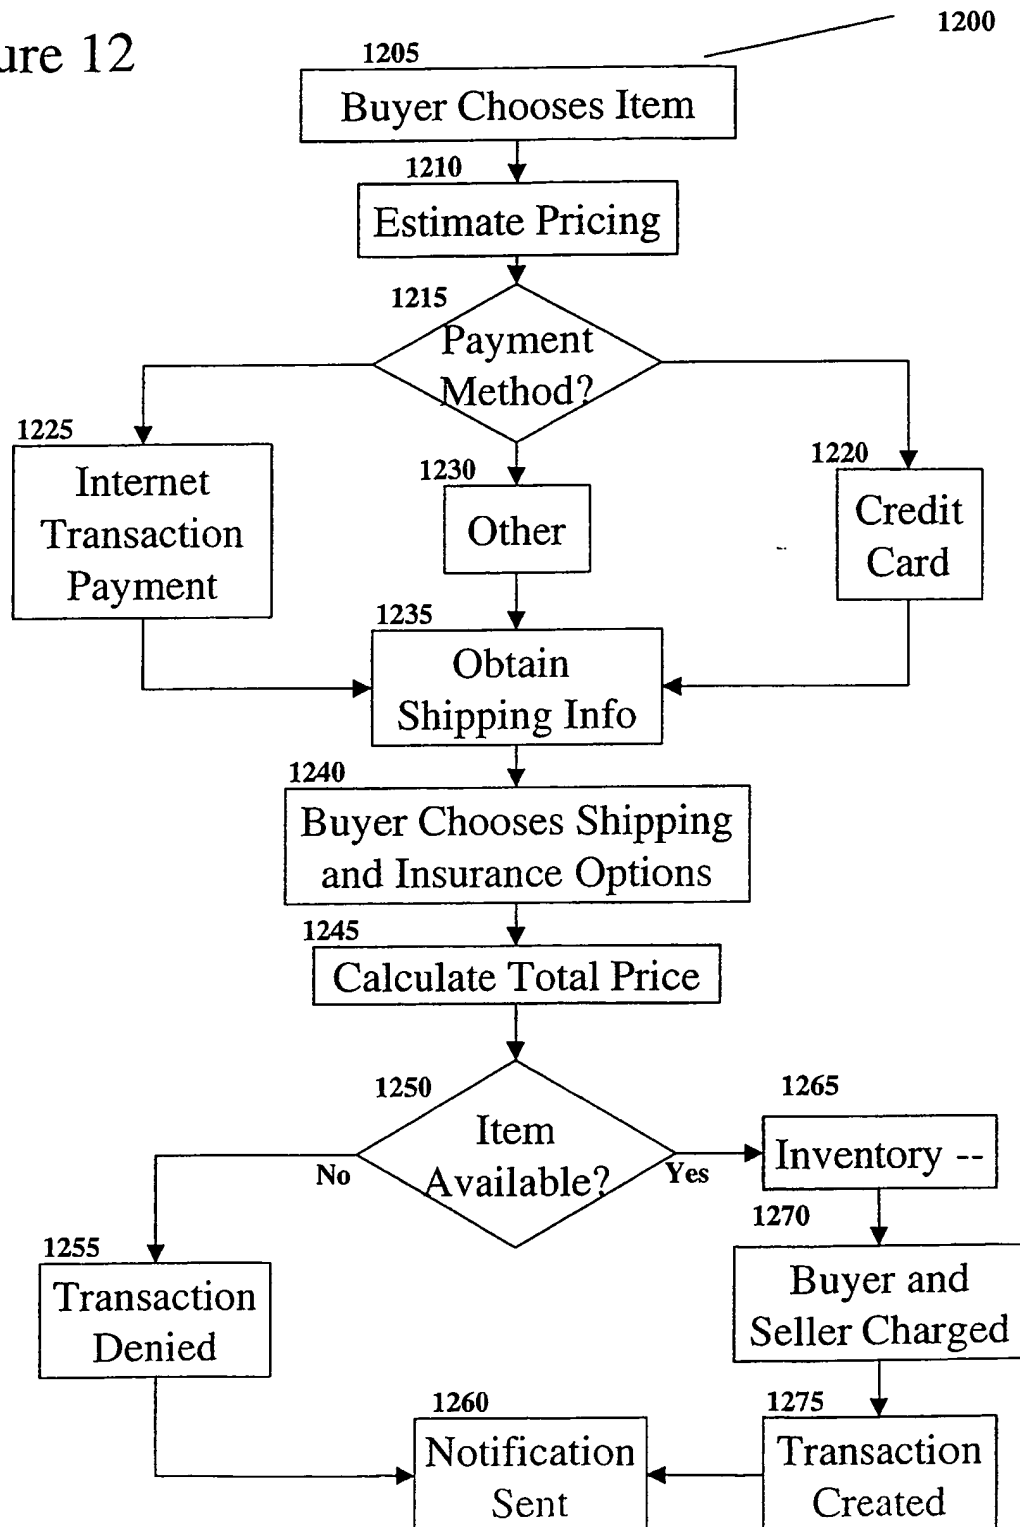 ure 12
1200
1205
Buyer Chooses Item
1210
Estimate Pricing
1215
Payment
Method?
1225
Internet
Transaction
Payment
1230
Other
1220
Credit
Card
1235
Obtain
Shipping Info
1240
Buyer Chooses Shipping
and Insurance Options
1245
Calculate Total Price
1250
Item
Available?
No
Yes
1265
Inventory --
1270
Buyer and
Seller Charged
1255
Transaction
Denied
1260
Notification
Sent
1275
Transaction
Created